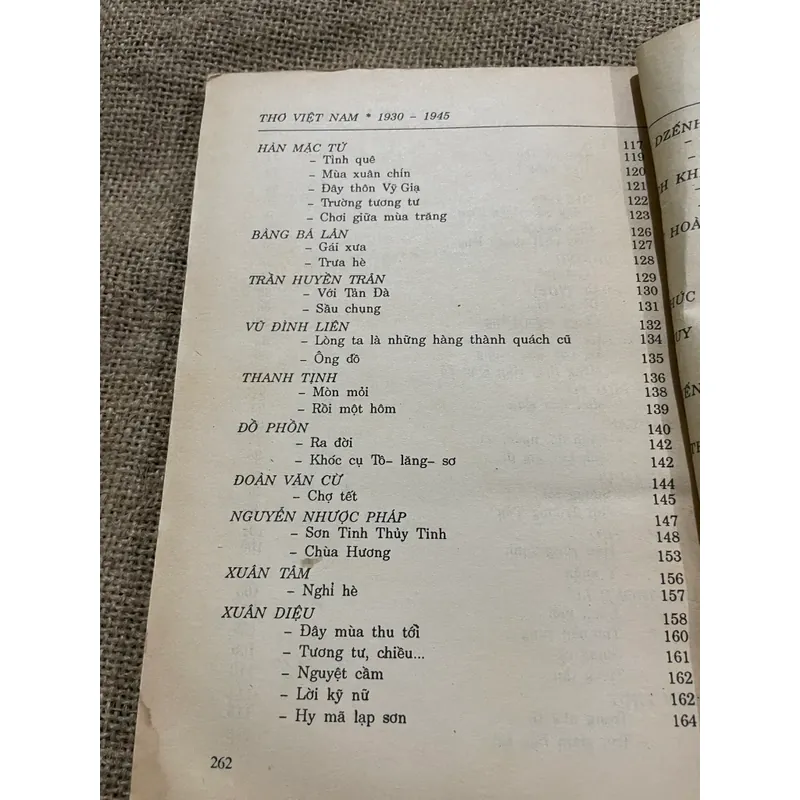 THƠ VIỆT NAM * 1930 – 1945
HÀN MẶC TỬ 117
– Tình quê 119
– Mùa xuân chín 120
– Đây thôn Vỹ Giạ 121
– Trường tương tư 122
– Chơi giữa mùa trăng 123
BÀNG BÁ LÂN 126
– Gái xưa 127
– Trưa hè 128
TRẦN HUYỀN TRÂN 129
– Với Tản Đà 130
– Sầu chung 131
VŨ ĐÌNH LIÊN 132
– Lòng ta là những hàng thành quách cũ 134
– Ông đồ 135
THANH TỊNH 136
– Mòn mỏi 138
– Rồi một hôm 139
ĐỒ PHỒN 140
– Ra đời 142
– Khóc cụ Tô– lăng– sơ 142
ĐOÀN VĂN CỪ 144
– Chợ tết 145
NGUYỄN NHƯỢC PHÁP 147
– Sơn Tinh Thủy Tinh 148
– Chùa Hương 153
XUÂN TÂM 156
– Nghỉ hè 157
XUÂN DIỆU 158
– Đây mùa thu tới 160
– Tương tư, chiều... 161
– Nguyệt cầm 162
– Lời kỹ nữ 162
– Hy mã lạp sơn 164
262
DZẾNH
H KH
HOÀ
ỨC
UY
ẾN